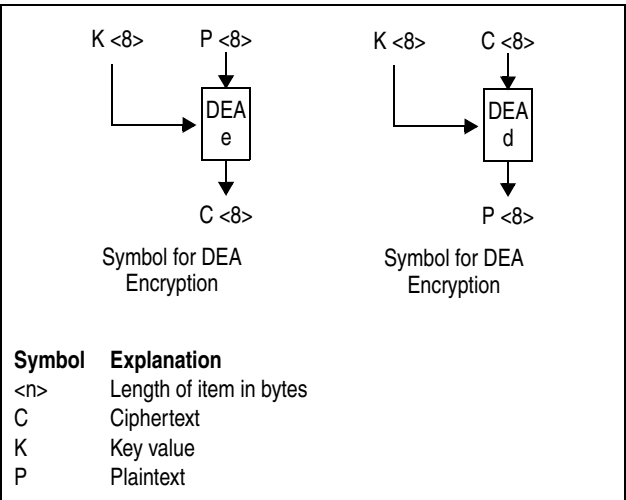 K <8> P <8> K <8> C <8>
DEA DEA
e d
C <8> P <8>
Symbol for DEA Symbol for DEA
Encryption Encryption
Symbol Explanation
<n> Length of item in bytes
C Ciphertext
K Key value
P Plaintext